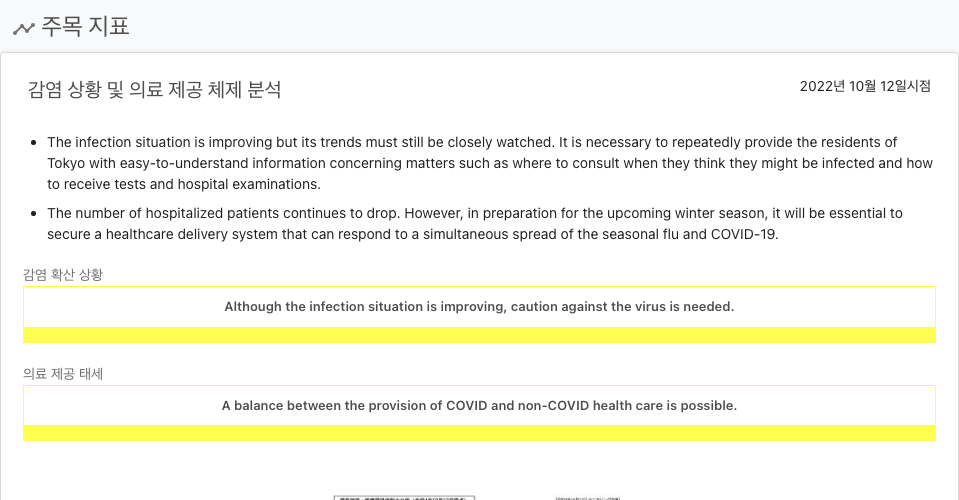 주목 지표
감염 상황 및 의료 제공 체제 분석
2022년 10월 12일시점
The infection situation is improving but its trends must still be closely watched. It is necessary to repeatedly provide the residents of
Tokyo with easy-to-understand information concerning matters such as where to consult when they think they might be infected and how
to receive tests and hospital examinations.
The number of hospitalized patients continues to drop. However, in preparation for the upcoming winter season, it will be essential to
secure a healthcare delivery system that can respond to a simultaneous spread of the seasonal flu and COVID-19.
감염 확산 상황
Although the infection situation is improving, caution against the virus is needed.
의료 제공 태세
A balance between the provision of COVID and non-COVID health care is possible.